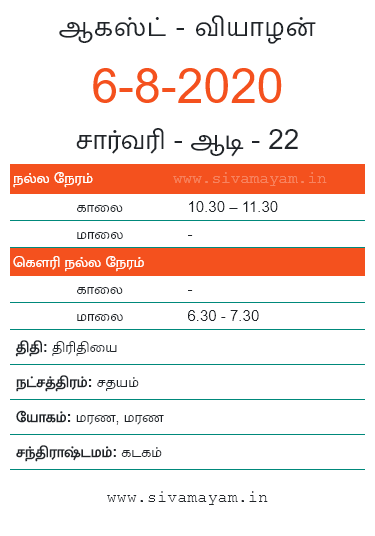 ஆகஸ்ட் - வியாழன்
6-8-2020
சார்வரி - ஆடி - 22
நல்ல நேரம் www.sivamayam.in
காலை 10.30 – 11.30
மாலை -
கௌரி நல்ல நேரம்
காலை -
மாலை 6.30 - 7.30
திதி: திரிதியை
நட்சத்திரம்: சதயம்
யோகம்: மரண, மரண
சந்திராஷ்டமம்: கடகம்
www.sivamayam.in